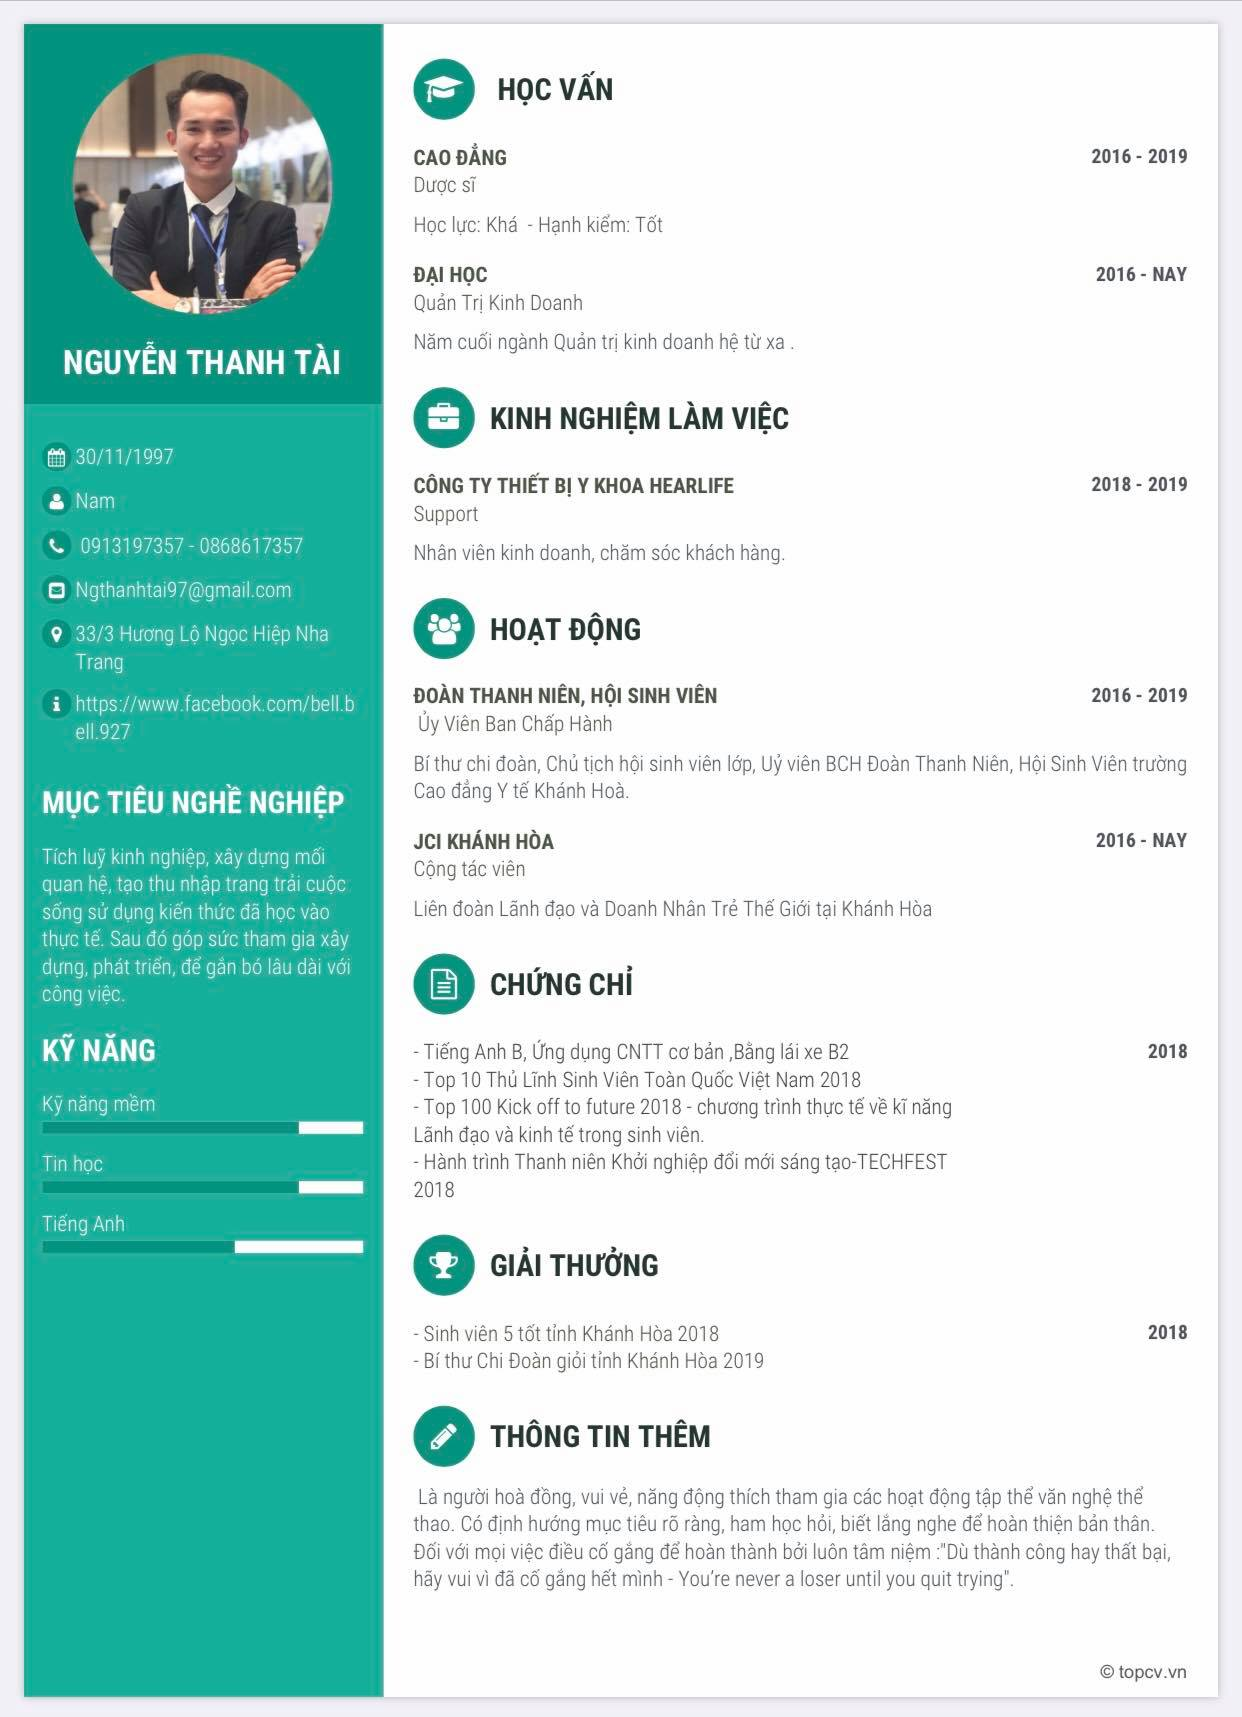 NGUYỄN THANH TÀI
30/11/1997
Nam
0913197357 - 0868617357
Ngthanhtai97@gmail.com
33/3 Hương Lộ Ngọc Hiệp Nha
Trang
https://www.facebook.com/bell.b
ell.927
MỤC TIÊU NGHỀ NGHIỆP
Tích luỹ kinh nghiệp, xây dựng mối
quan hệ, tạo thu nhập trang trải cuộc
sống sử dụng kiến thức đã học vào
thực tế. Sau đó góp sức tham gia xây
dựng, phát triển, để gắn bó lâu dài với
công việc.
KỸ NĂNG
Kỹ năng mềm
Tin học
Tiếng Anh
HỌC VẤN
CAO ĐẲNG 2016 - 2019
Dược sĩ
Học lực: Khá - Hạnh kiểm: Tốt
ĐẠI HỌC 2016 - NAY
Quản Trị Kinh Doanh
Năm cuối ngành Quản trị kinh doanh hệ từ xa .
KINH NGHIỆM LÀM VIỆC
CÔNG TY THIẾT BỊ Y KHOA HEARLIFE 2018 - 2019
Support
Nhân viên kinh doanh, chăm sóc khách hàng.
HOẠT ĐỘNG
ĐOÀN THANH NIÊN, HỘI SINH VIÊN 2016 - 2019
Ủy Viên Ban Chấp Hành
Bí thư chi đoàn, Chủ tịch hội sinh viên lớp, Uỷ viên BCH Đoàn Thanh Niên, Hội Sinh Viên trường
Cao đẳng Y tế Khánh Hoà.
JCI KHÁNH HÒA 2016 - NAY
Cộng tác viên
Liên đoàn Lãnh đạo và Doanh Nhân Trẻ Thế Giới tại Khánh Hòa
CHỨNG CHỈ
- Tiếng Anh B, Ứng dụng CNTT cơ bản ,Bằng lái xe B2 2018
- Top 10 Thủ Lĩnh Sinh Viên Toàn Quốc Việt Nam 2018
- Top 100 Kick off to future 2018 - chương trình thực tế về kĩ năng
Lãnh đạo và kinh tế trong sinh viên.
- Hành trình Thanh niên Khởi nghiệp đổi mới sáng tạo-TECHFEST
2018
GIẢI THƯỞNG
- Sinh viên 5 tốt tỉnh Khánh Hòa 2018 2018
- Bí thư Chi Đoàn giỏi tỉnh Khánh Hòa 2019
THÔNG TIN THÊM
Là người hoà đồng, vui vẻ, năng động thích tham gia các hoạt động tập thể văn nghệ thể
thao. Có định hướng mục tiêu rõ ràng, ham học hỏi, biết lắng nghe để hoàn thiện bản thân.
Đối với mọi việc điều cố gắng để hoàn thành bởi luôn tâm niệm :"Dù thành công hay thất bại,
hãy vui vì đã cố gắng hết mình - You’re never a loser until you quit trying".
© topcv.vn